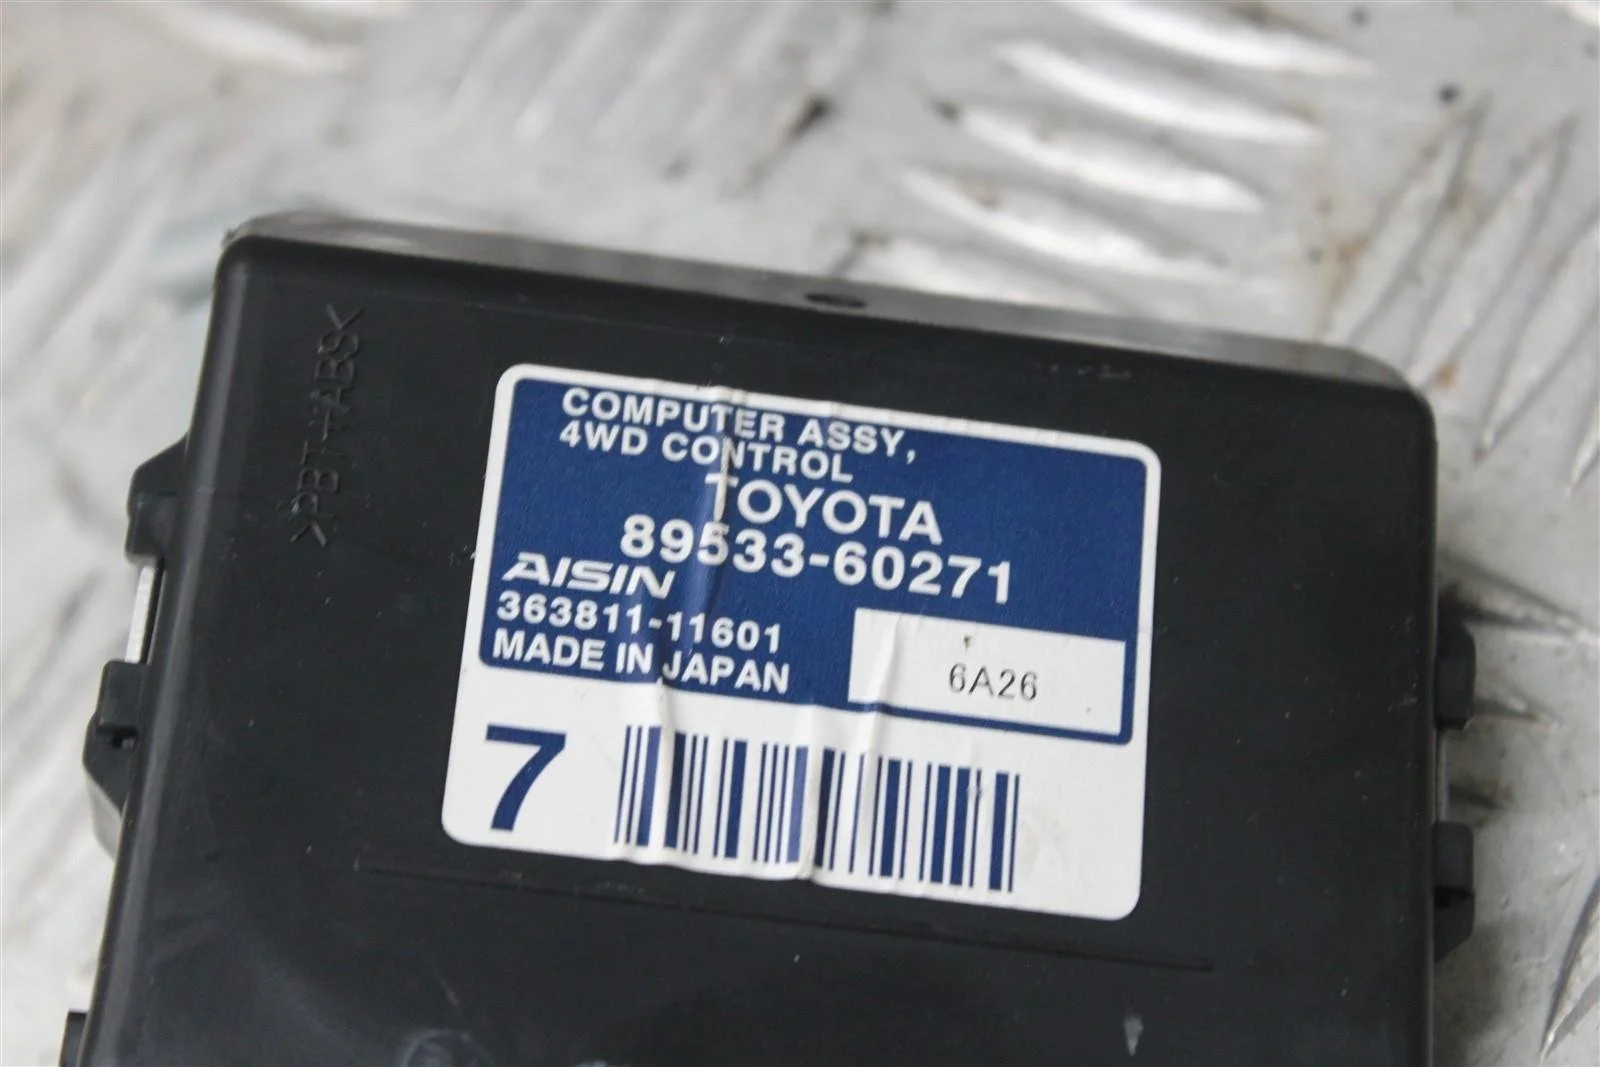 >PBT+ABS<
COMPUTER ASSY,
4WD CONTROL
TOYOTA
89533-60271
AISIN
363811-11601
MADE IN JAPAN
6A26
7